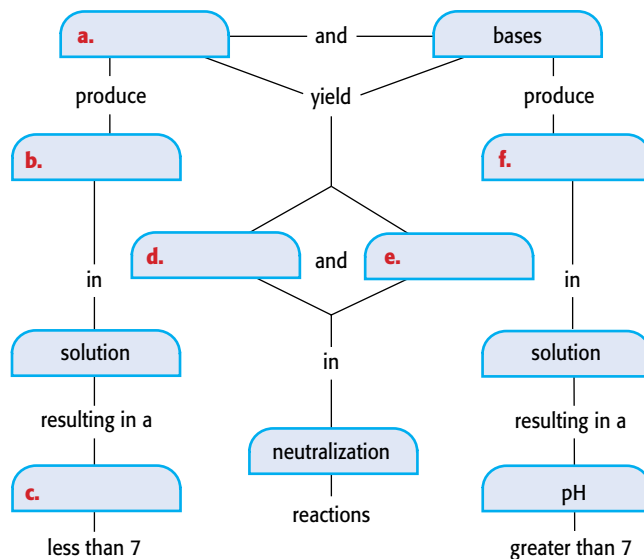 a. and bases
produce yield produce
b. f.
d. and e.
in in
solution in solution
resulting in a resulting in a
neutralization
c. pH
reactions
less than 7 greater than 7